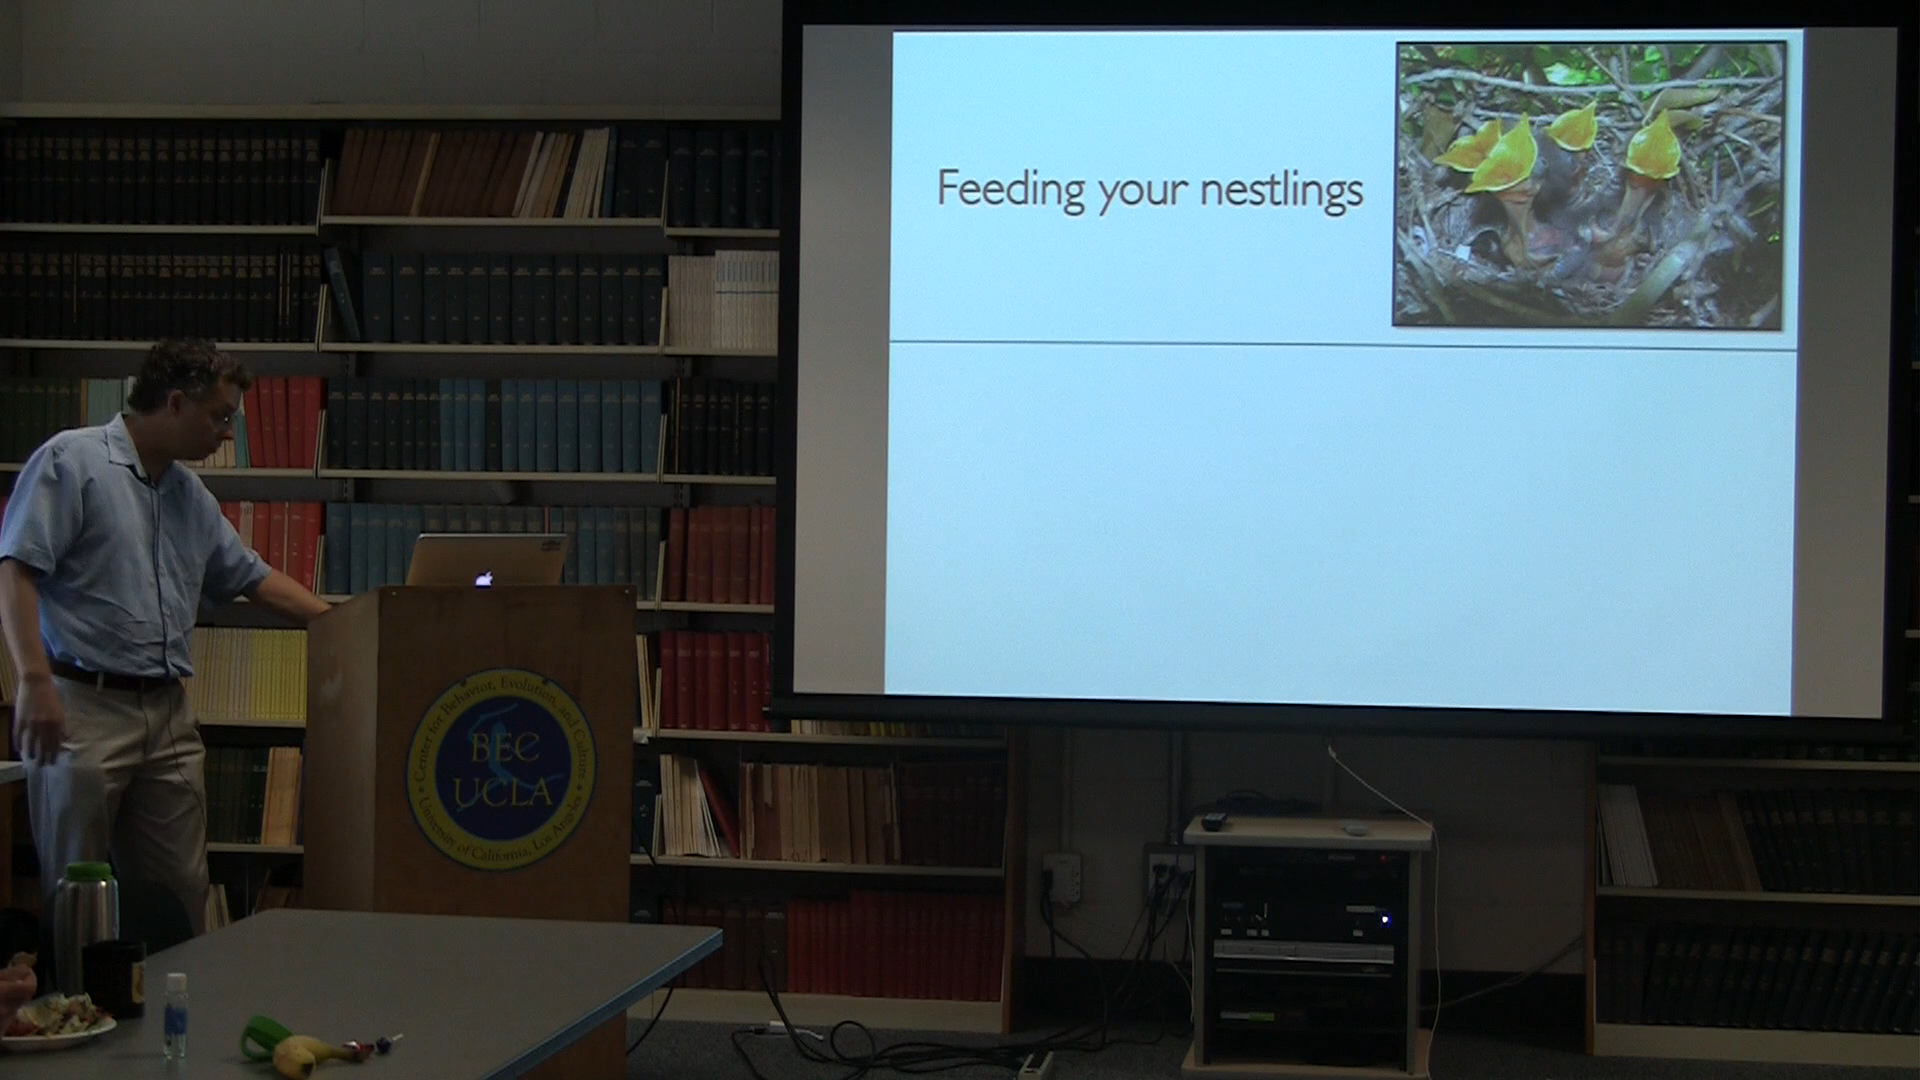 Feeding your nestlings
Center for Behavior, Evolution, and Culture
BEC
UCLA
University of California, Los Angeles